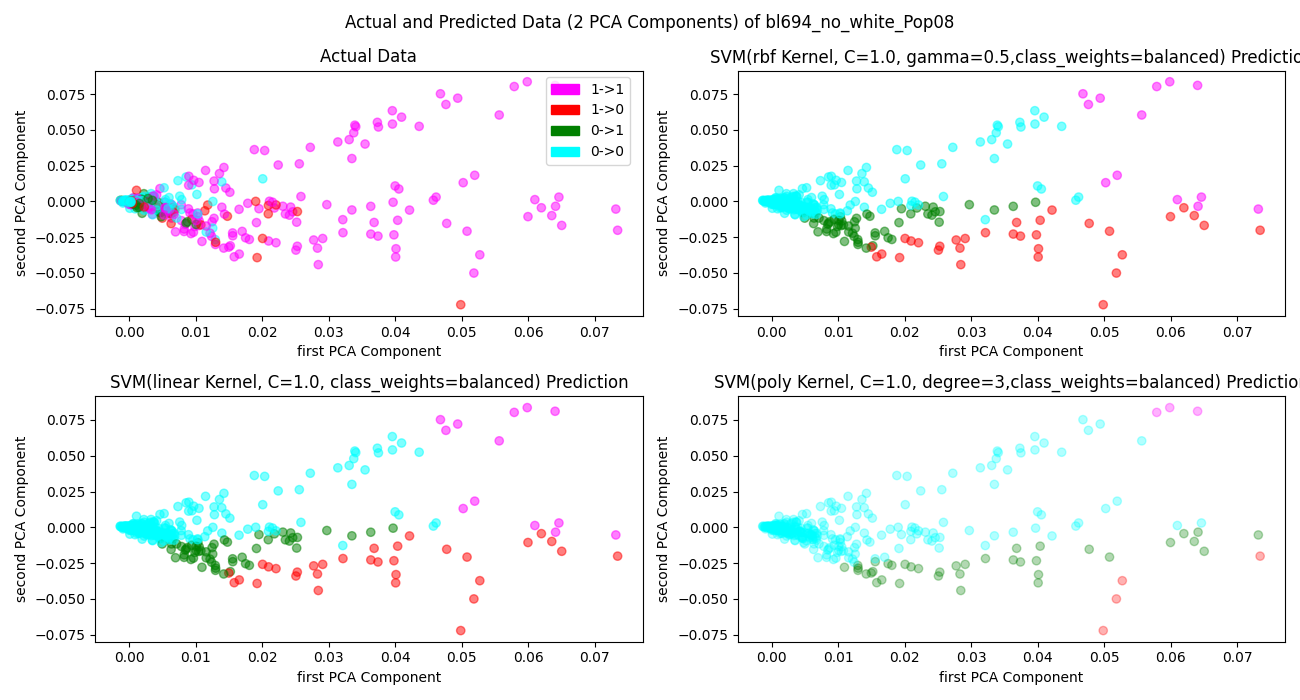 Actual and Predicted Data (2 PCA Components) of bl694_no_white_Pop08
Actual Data
second PCA Component
0.075
0.050
0.025
0.000
−0.025
−0.050
−0.075
1->1
1->0
0->1
0->0
0.00 0.01 0.02 0.03 0.04 0.05 0.06 0.07
first PCA Component
SVM(rbf Kernel, C=1.0, gamma=0.5,class_weights=balanced) Predictio
second PCA Component
0.075
0.050
0.025
0.000
−0.025
−0.050
−0.075
0.00 0.01 0.02 0.03 0.04 0.05 0.06 0.07
first PCA Component
SVM(linear Kernel, C=1.0, class_weights=balanced) Prediction
second PCA Component
0.075
0.050
0.025
0.000
−0.025
−0.050
−0.075
0.00 0.01 0.02 0.03 0.04 0.05 0.06 0.07
first PCA Component
SVM(poly Kernel, C=1.0, degree=3,class_weights=balanced) Prediction
second PCA Component
0.075
0.050
0.025
0.000
−0.025
−0.050
−0.075
0.00 0.01 0.02 0.03 0.04 0.05 0.06 0.07
first PCA Component